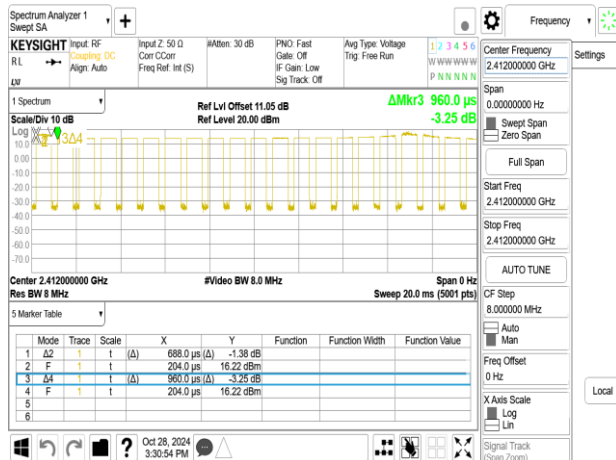 Spectrum Analyzer 1
Swept SA
+
Frequency
Settings
KEYSIGHT
RL
Input: RF
Coupling: DC
Align: Auto
Input Z: 50 Ω
Corr CCorr
Freq Ref: Int (S)
#Atten: 30 dB
PNO: Fast
Gate: Off
IF Gain: Low
Sig Track: Off
Avg Type: Voltage
Trig: Free Run
1 2 3 4 5 6
W W W W W W
P N N N N N
1 Spectrum
Scale/Div 10 dB
Ref Lvl Offset 11.05 dB
Ref Level 20.00 dBm
ΔMkr3 960.0 µs
-3.25 dB
Log
3Δ4
10.0
0.00
-10.0
-20.0
-30.0
-40.0
-50.0
-60.0
-70.0
Center 2.412000000 GHz
Res BW 8 MHz
#Video BW 8.0 MHz
Span 0 Hz
Sweep 20.0 ms (5001 pts)
5 Marker Table
Mode Trace Scale X Y Function Function Width Function Value
1 Δ2 1 t (Δ) 688.0 µs (Δ) -1.38 dB
2 F 1 t 204.0 µs 16.22 dBm
3 Δ4 1 t (Δ) 960.0 µs (Δ) -3.25 dB
4 F 1 t 204.0 µs 16.22 dBm
5
6
Oct 28, 2024
3:30:54 PM
Center Frequency
2.412000000 GHz
Span
0.00000000 Hz
Swept Span
Zero Span
Full Span
Start Freq
2.412000000 GHz
Stop Freq
2.412000000 GHz
AUTO TUNE
CF Step
8.000000 MHz
Auto
Man
Freq Offset
0 Hz
X Axis Scale
Log
Lin
Signal Track
(Span Zoom)
Local